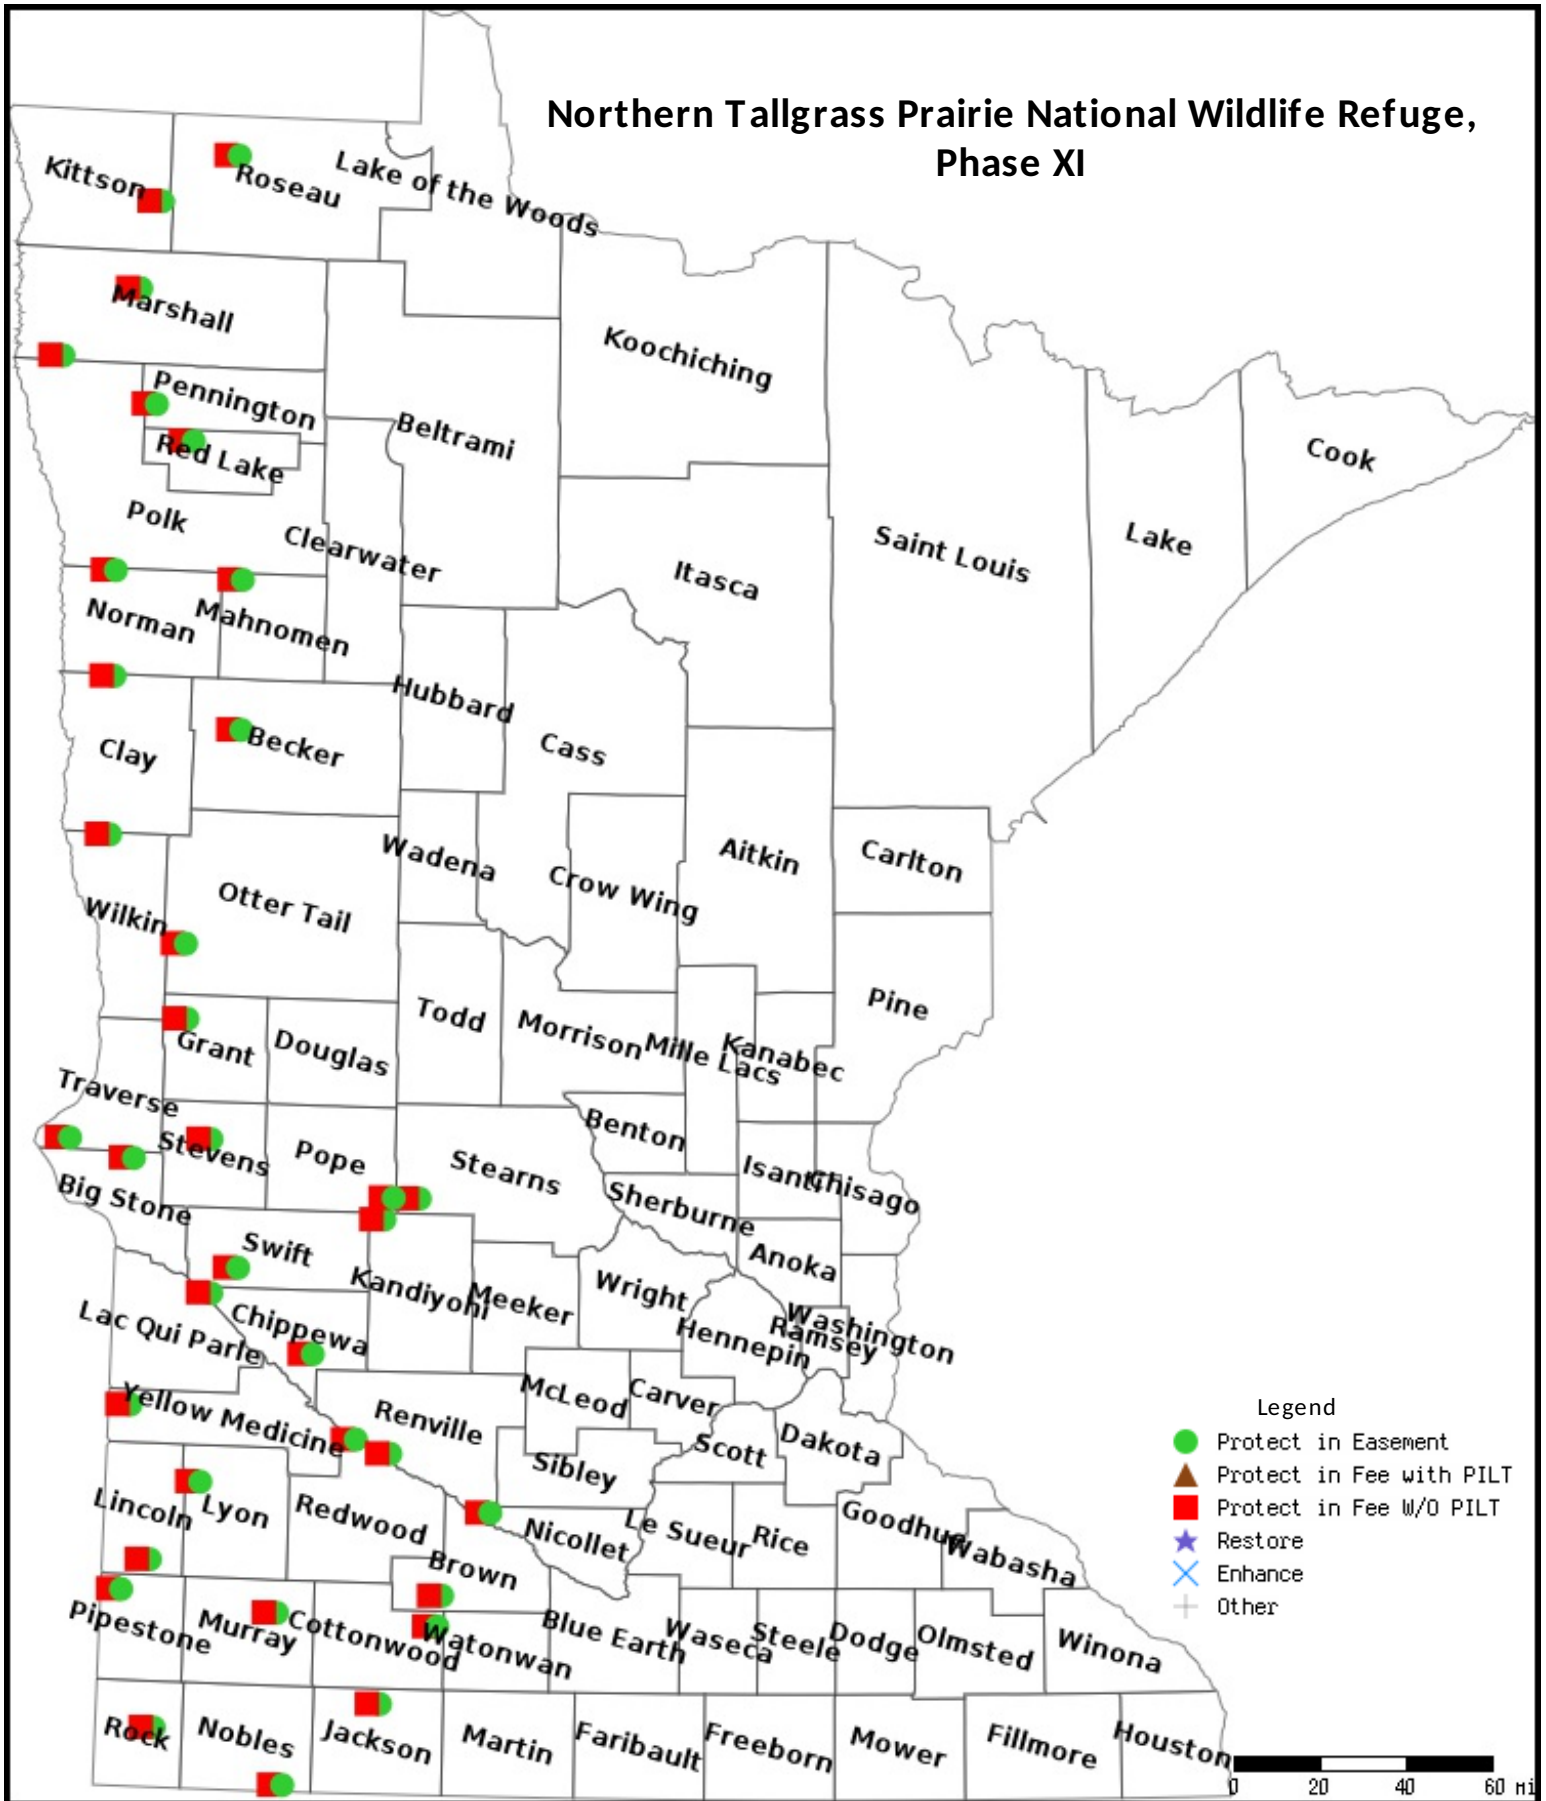 Northern Tallgrass Prairie National Wildlife Refuge,
Phase XI
Kittson
Roseau
Lake of the Woods
Marshall
Koochiching
Pennington
Beltrami
Red Lake
Cook
Polk
Clearwater
Saint Louis
Lake
Itasca
Norman
Mahnomen
Hubbard
Clay
Becker
Cass
Wadena
Aitkin
Carlton
Otter Tail
Crow Wing
Wilkin
Pine
Todd
Morrison
Mille Lacs
Kanabec
Grant
Douglas
Traverse
Benton
Stevens
Pope
Stearns
Isanti
Chisago
Big Stone
Sherburne
Swift
Anoka
Kandiyohi
Meeker
Wright
Lac Qui Parle
Chippewa
Hennepin
Ramsey
Washington
Yellow Medicine
Renville
McLeod
Carver
Scott
Dakota
Sibley
Lincoln
Lyon
Redwood
Nicollet
Le Sueur
Rice
Goodhue
Wabasha
Brown
Pipestone
Murray
Cottonwood
Watonwan
Blue Earth
Waseca
Steele
Dodge
Olmsted
Winona
Rock
Nobles
Jackson
Martin
Faribault
Freeborn
Mower
Fillmore
Houston
Legend
Protect in Easement
Protect in Fee with PILT
Protect in Fee W/O PILT
Restore
Enhance
Other
0 20 40 60 mi